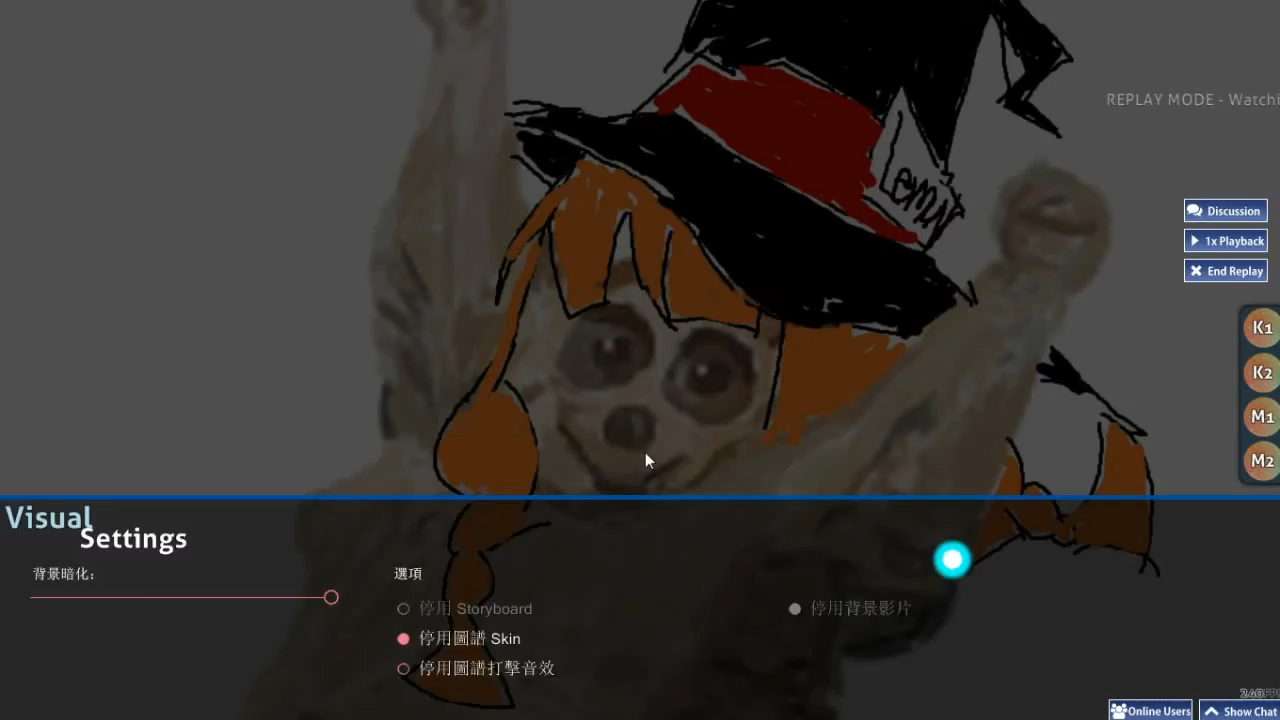 REPLAY MODE - Watchi
Lemon
Discussion
1x Playback
End Replay
K1
K2
M1
M2
Visual
Settings
背景暗化:
選項
停用 Storyboard
停用背景影片
停用圖譜 Skin
停用圖譜打擊音效
Online Users
Show Chat